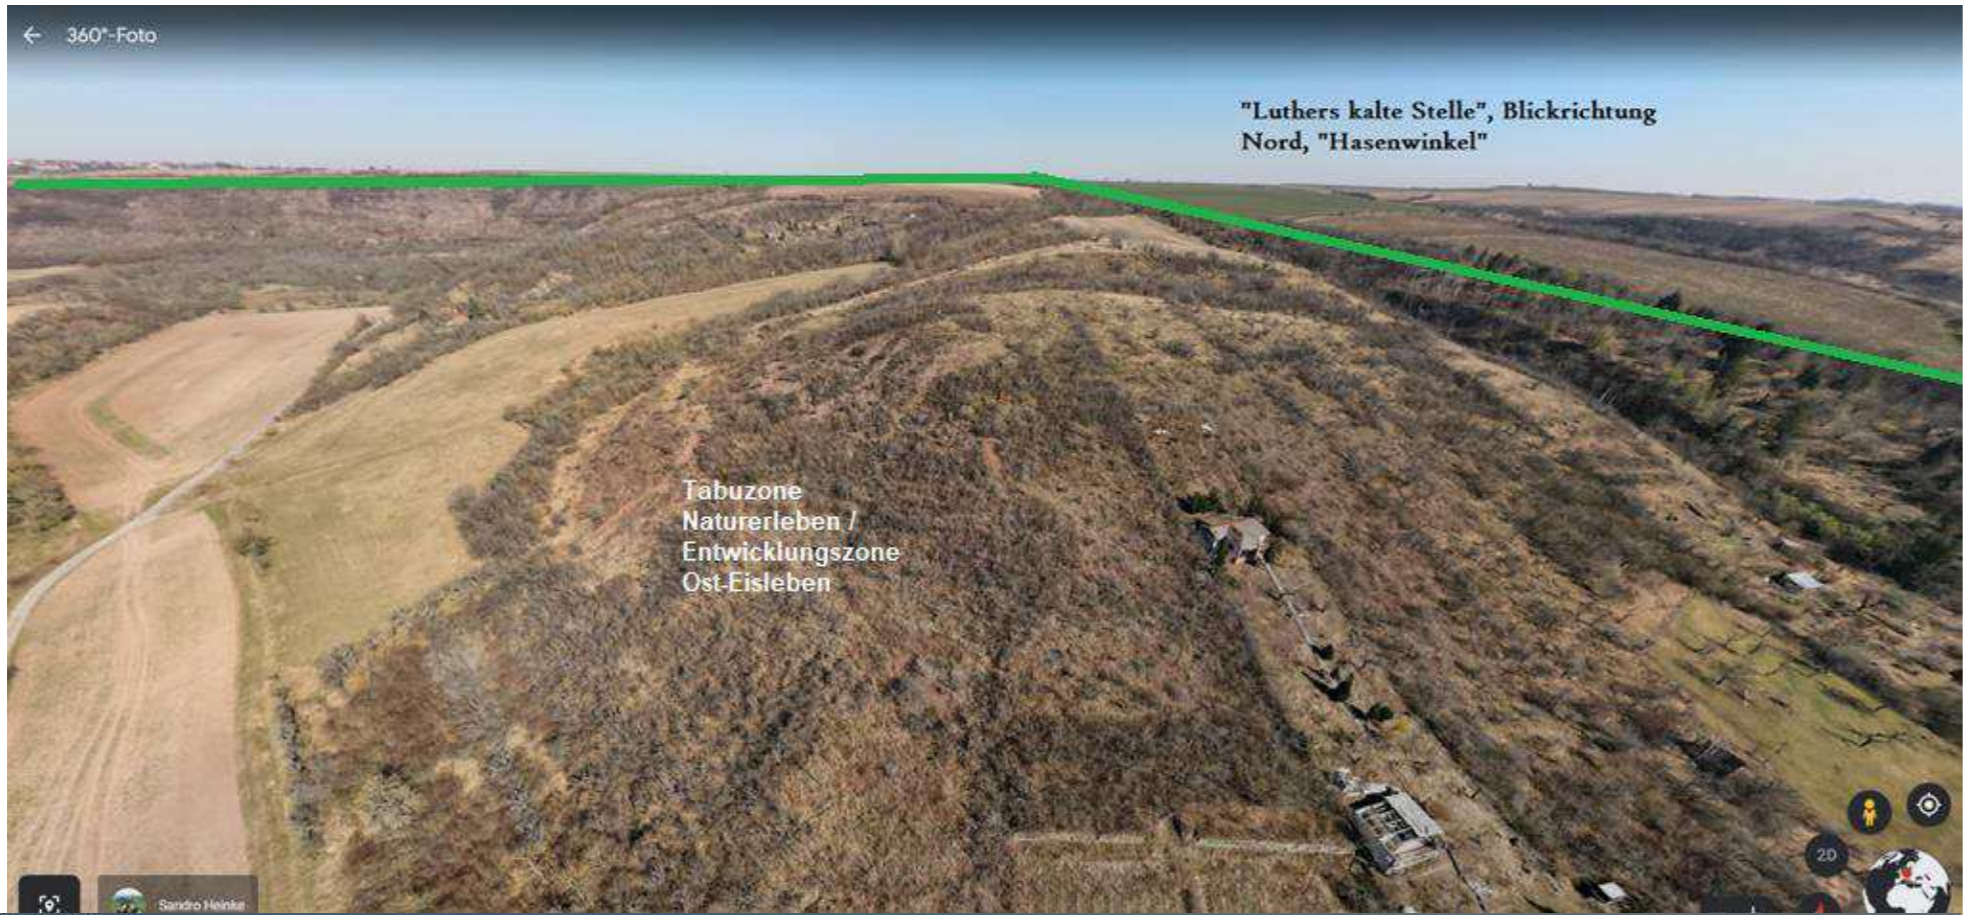 360°-Foto
"Luthers kalte Stelle", Blickrichtung
Nord, "Hasenwinkel"
Tabuzone
Naturerleben /
Entwicklungszone
Ost-Eisleben
2D
Sandro Heinke